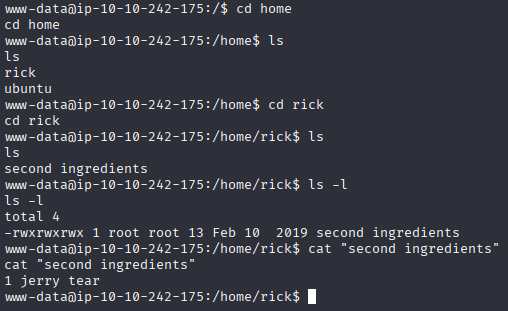 www-data@ip-10-10-242-175:/$ cd home
cd home
www-data@ip-10-10-242-175:/home$ ls
ls
rick
ubuntu
www-data@ip-10-10-242-175:/home$ cd rick
cd rick
www-data@ip-10-10-242-175:/home/rick$ ls
ls
second ingredients
www-data@ip-10-10-242-175:/home/rick$ ls -l
ls -l
total 4
-rwxrwxrwx 1 root root 13 Feb 10  2019 second ingredients
www-data@ip-10-10-242-175:/home/rick$ cat "second ingredients"
cat "second ingredients"
1 jerry tear
www-data@ip-10-10-242-175:/home/rick$